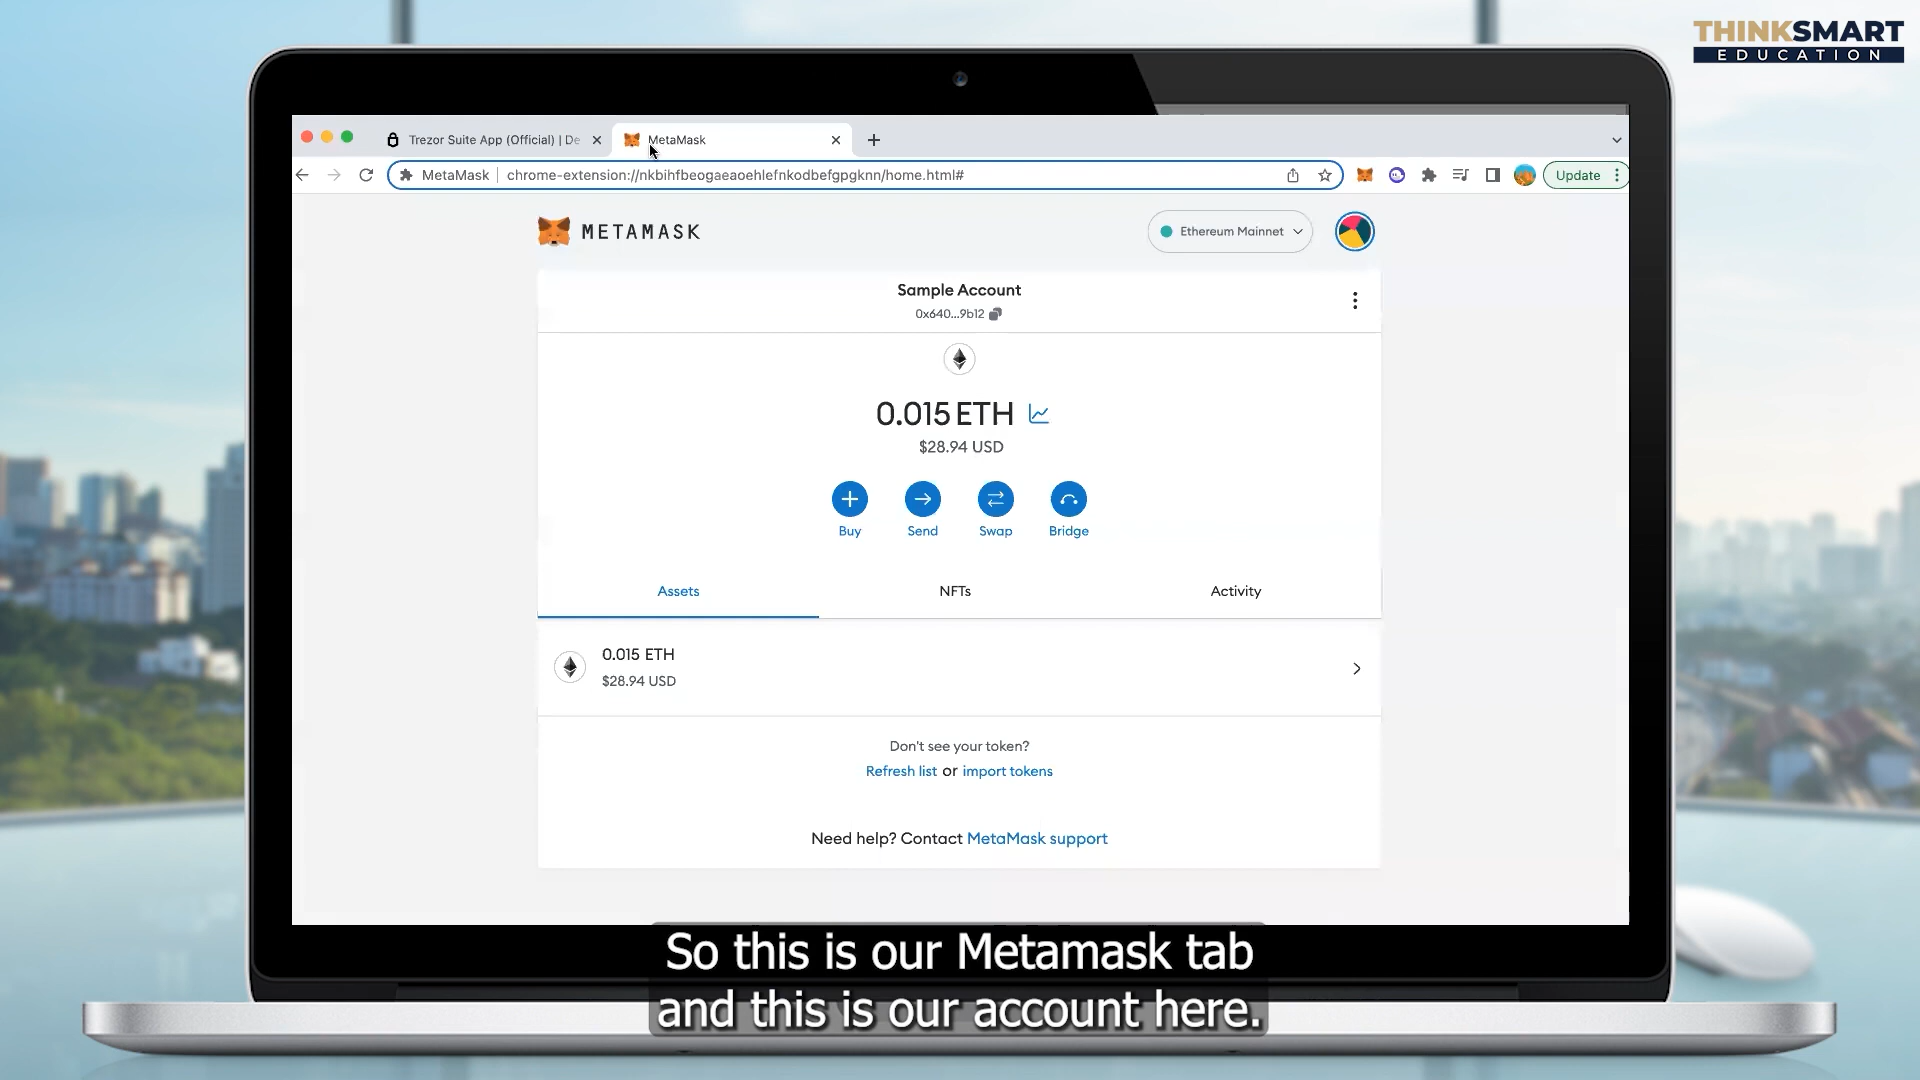 THINKSMART
EDUCATION
Trezor Suite App (Official) | De
MetaMask
MetaMask
chrome-extension://nkbihfbeogaeaoehlefnkodbefgpgknn/home.html#
Update
METAMASK
Ethereum Mainnet
Sample Account
0x640...9b12
0.015 ETH
$28.94 USD
Buy
Send
Swap
Bridge
Assets
NFTs
Activity
0.015 ETH
$28.94 USD
Don't see your token?
Refresh list or import tokens
Need help? Contact MetaMask support
So this is our Metamask tab
and this is our account here.